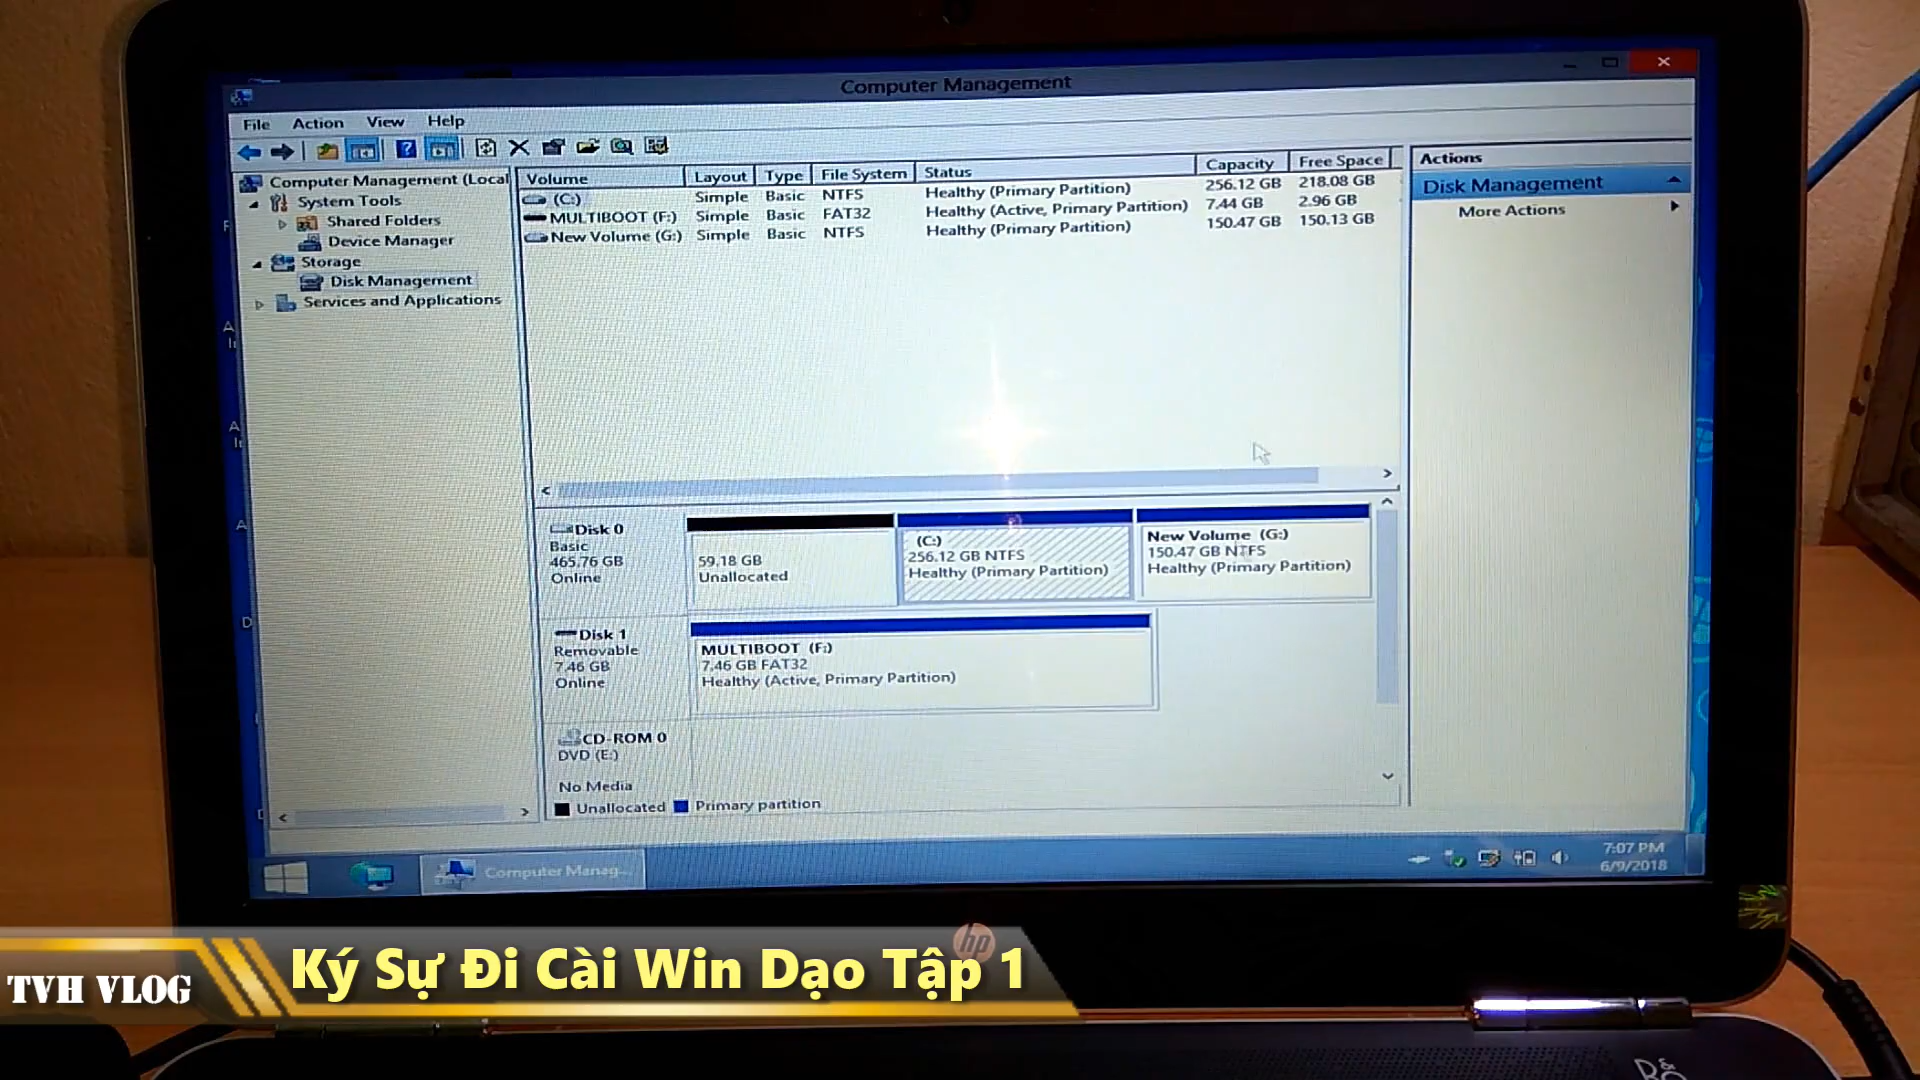 Computer Management
File Action View Help
Computer Management (Local
System Tools
Shared Folders
Device Manager
Storage
Disk Management
Services and Applications
Volume Layout Type File System Status Capacity Free Space
(C:) Simple Basic NTFS Healthy (Primary Partition) 256.12 GB 218.08 GB
MULTIBOOT (F:) Simple Basic FAT32 Healthy (Active, Primary Partition) 7.44 GB 2.96 GB
New Volume (G:) Simple Basic NTFS Healthy (Primary Partition) 150.47 GB 150.13 GB
Actions
Disk Management
More Actions
Disk 0
Basic
465.76 GB
Online
59.18 GB
Unallocated
(C:)
256.12 GB NTFS
Healthy (Primary Partition)
New Volume (G:)
150.47 GB NTFS
Healthy (Primary Partition)
Disk 1
Removable
7.46 GB
Online
MULTIBOOT (F:)
7.46 GB FAT32
Healthy (Active, Primary Partition)
CD-ROM 0
DVD (E:)
No Media
Unallocated Primary partition
Computer Manag...
7:07 PM
6/9/2018
hp
TVH VLOG
Ký Sự Đi Cài Win Dạo Tập 1